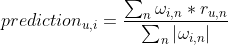 prediction_{u,i} = \frac{\sum_n \omega_{i,n} * r_{u,n}}{\sum_n |\omega_{i,n}|}